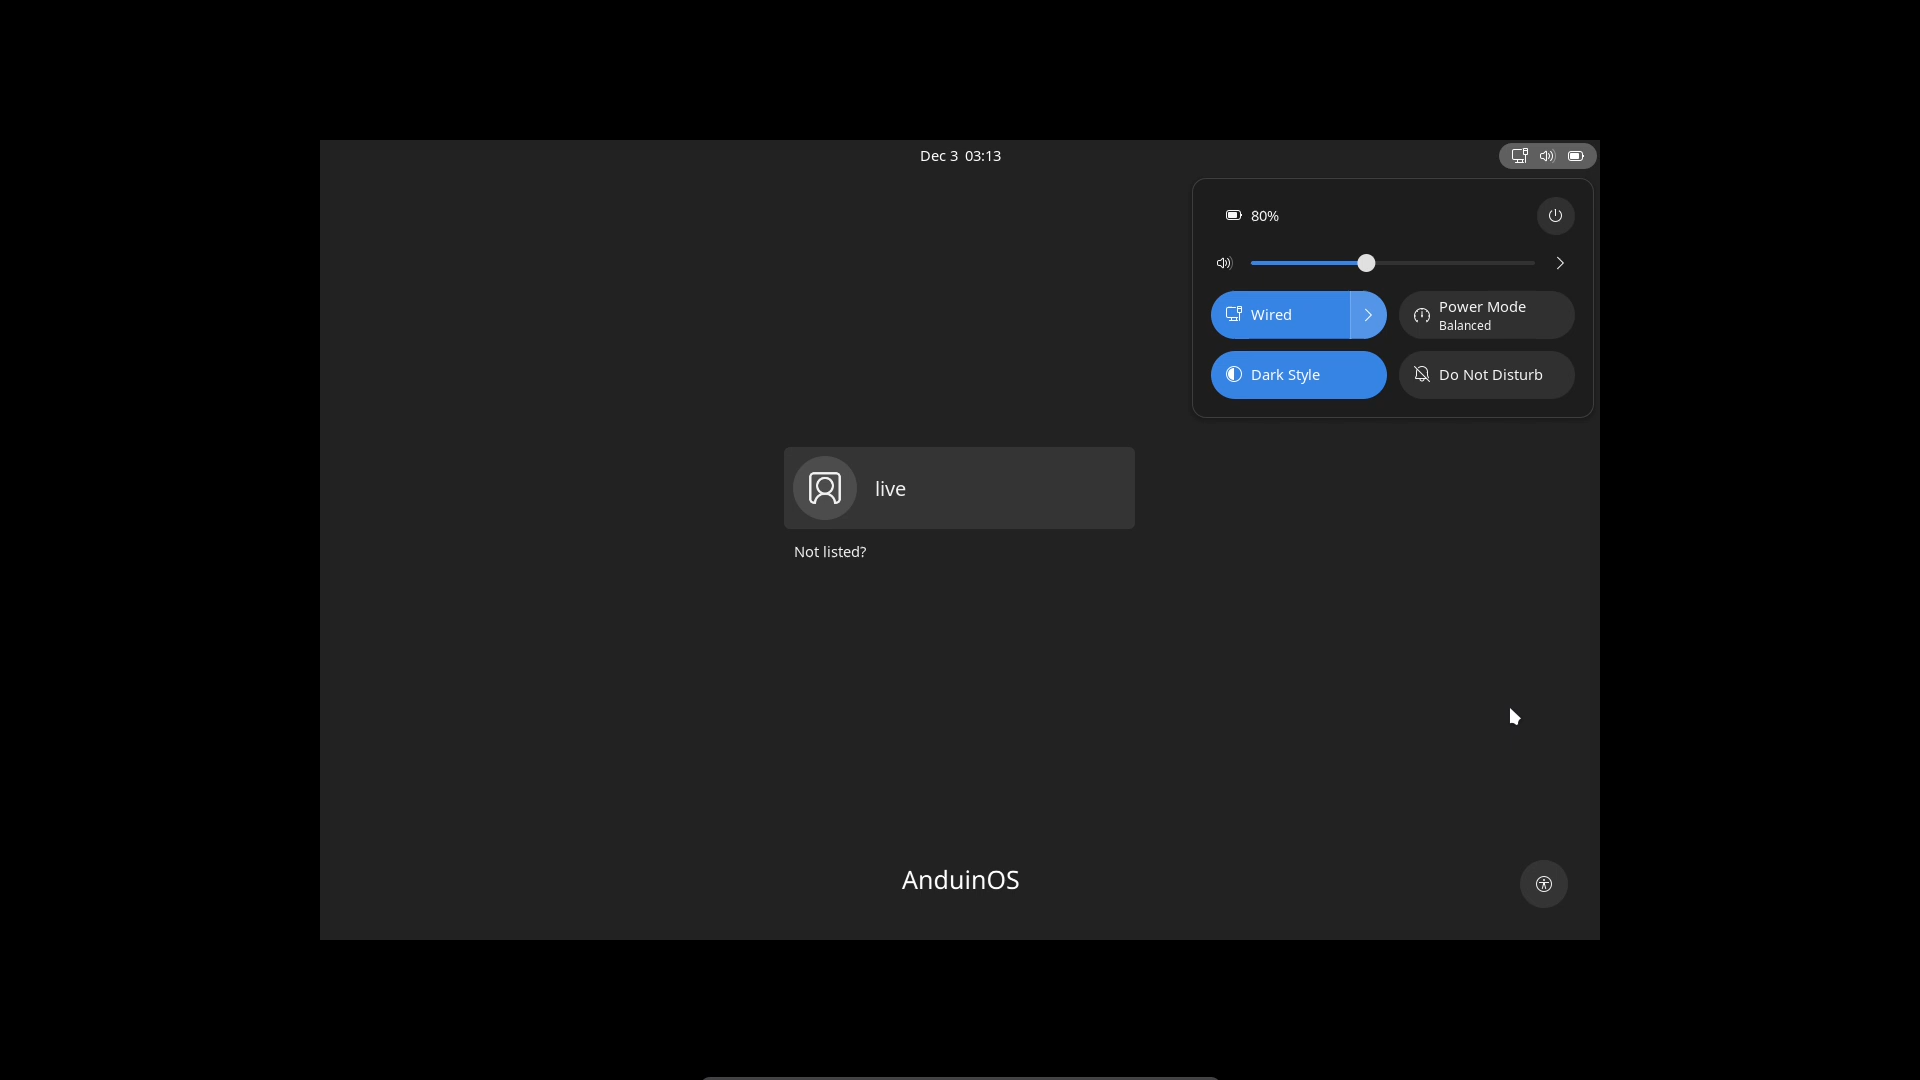 Dec 3 03:13
80%
Wired
Power Mode
Balanced
Dark Style
Do Not Disturb
live
Not listed?
AnduinOS